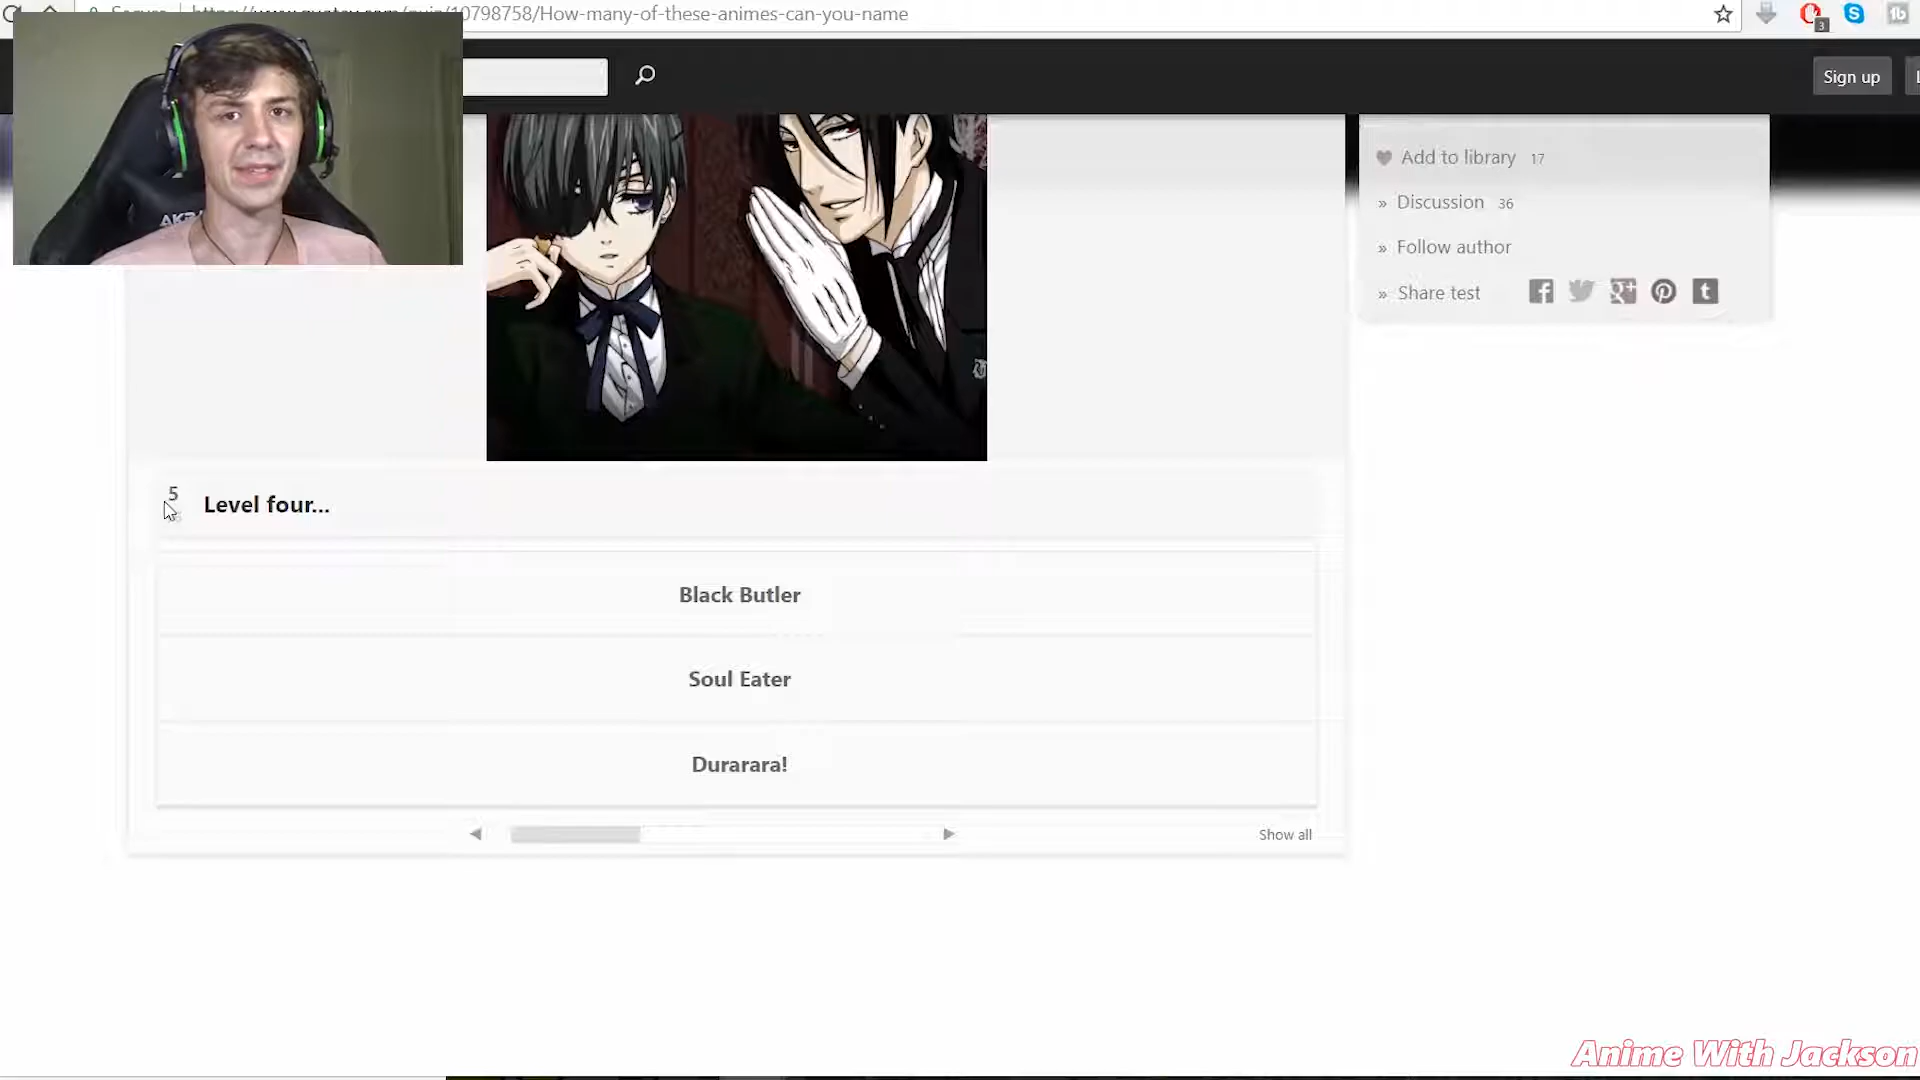 /10798758/How-many-of-these-animes-can-you-name
3
Sign up
Add to library 17
» Discussion 36
» Follow author
» Share test
5
Level four...
Black Butler
Soul Eater
Durarara!
Show all
Anime With Jackson